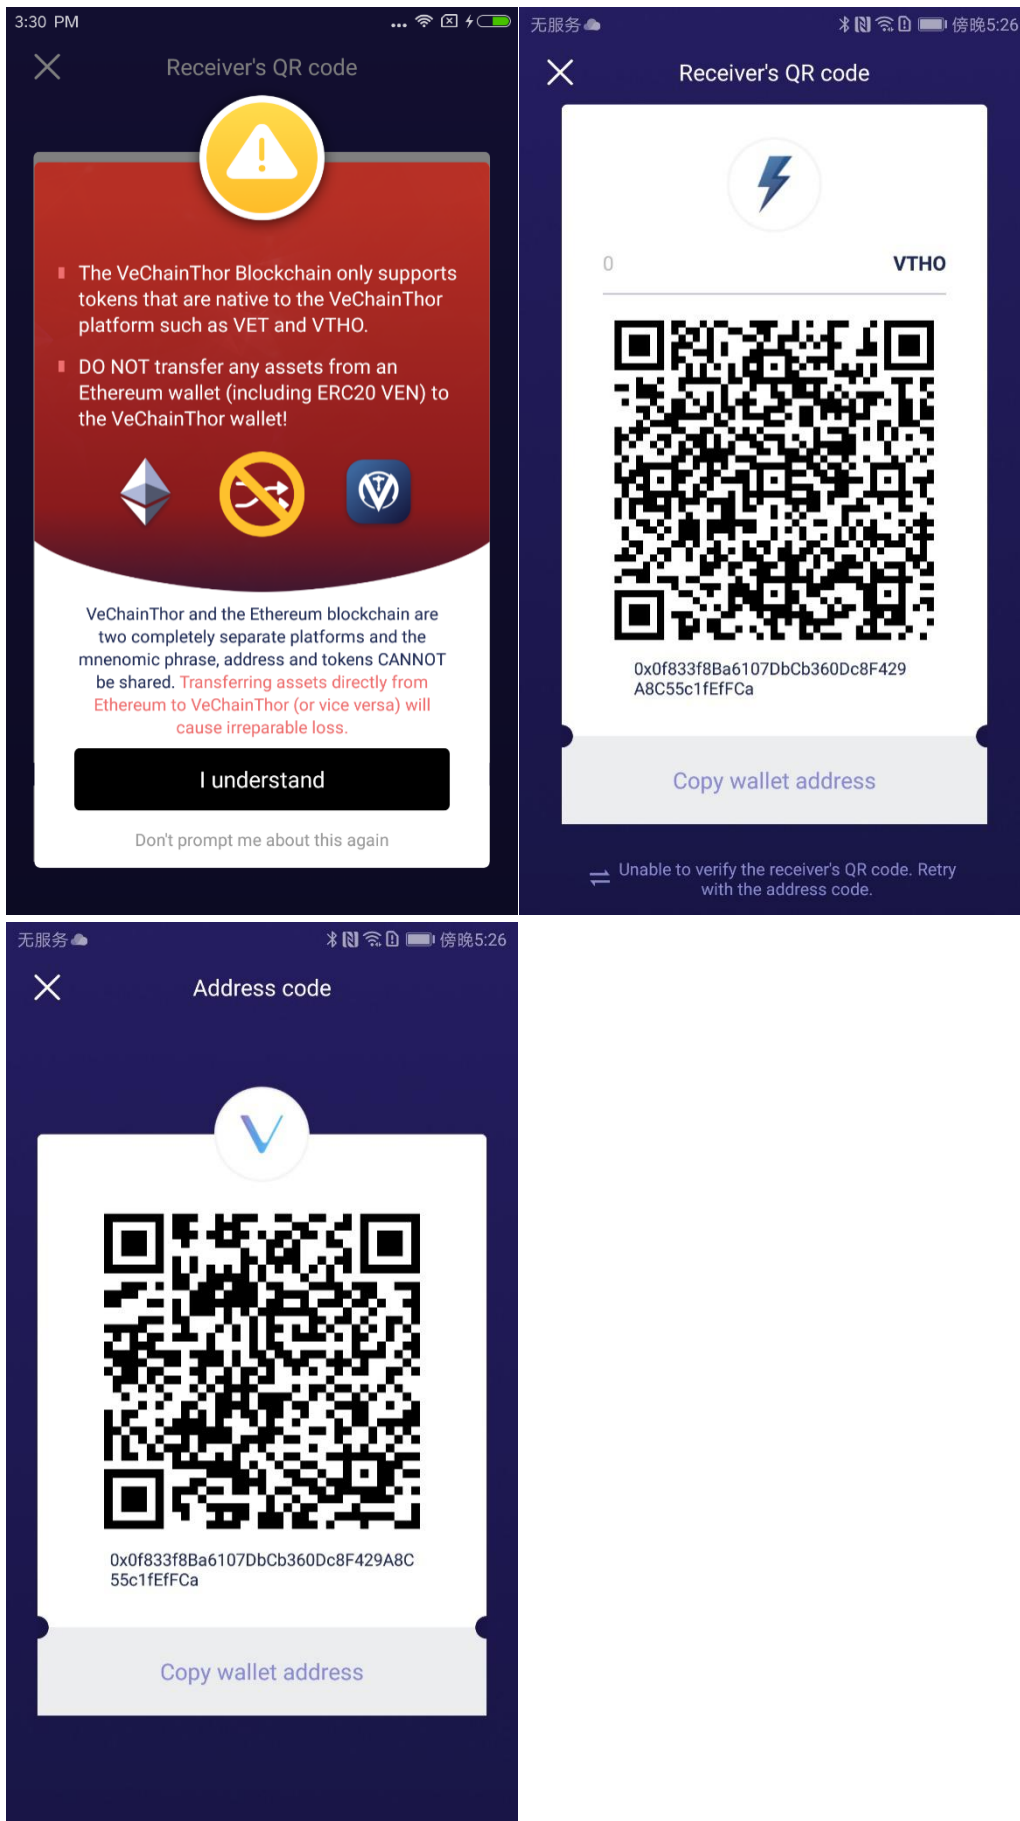 3:30 PM
Receiver's QR code
The VeChainThor Blockchain only supports
tokens that are native to the VeChainThor
platform such as VET and VTHO.
DO NOT transfer any assets from an
Ethereum wallet (including ERC20 VEN) to
the VeChainThor wallet!
VeChainThor and the Ethereum blockchain are
two completely separate platforms and the
mnenomic phrase, address and tokens CANNOT
be shared. Transferring assets directly from
Ethereum to VeChainThor (or vice versa) will
cause irreparable loss.
I understand
Don't prompt me about this again
无服务 傍晚5:26
Receiver's QR code
0 VTHO
0x0f833f8Ba6107DbCb360Dc8F429
A8C55c1fEfFCa
Copy wallet address
Unable to verify the receiver's QR code. Retry
with the address code.
无服务 傍晚5:26
Address code
0x0f833f8Ba6107DbCb360Dc8F429A8C
55c1fEfFCa
Copy wallet address